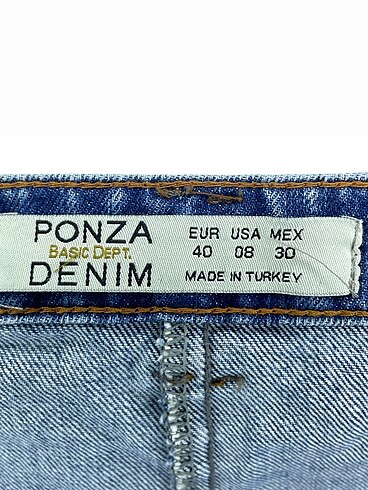 PONZA
BASIC DEPT.
DENIM
EUR USA MEX
40 08 30
MADE IN TURKEY